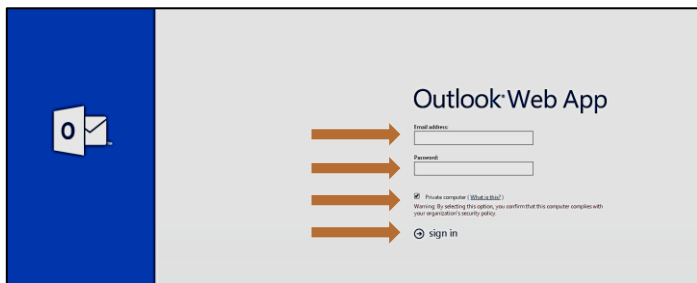 Outlook Web App
Email address:
Password:
Private computer ( What is this? )
Warning: By selecting this option, you confirm that this computer complies with
your organization's security policy.
sign in